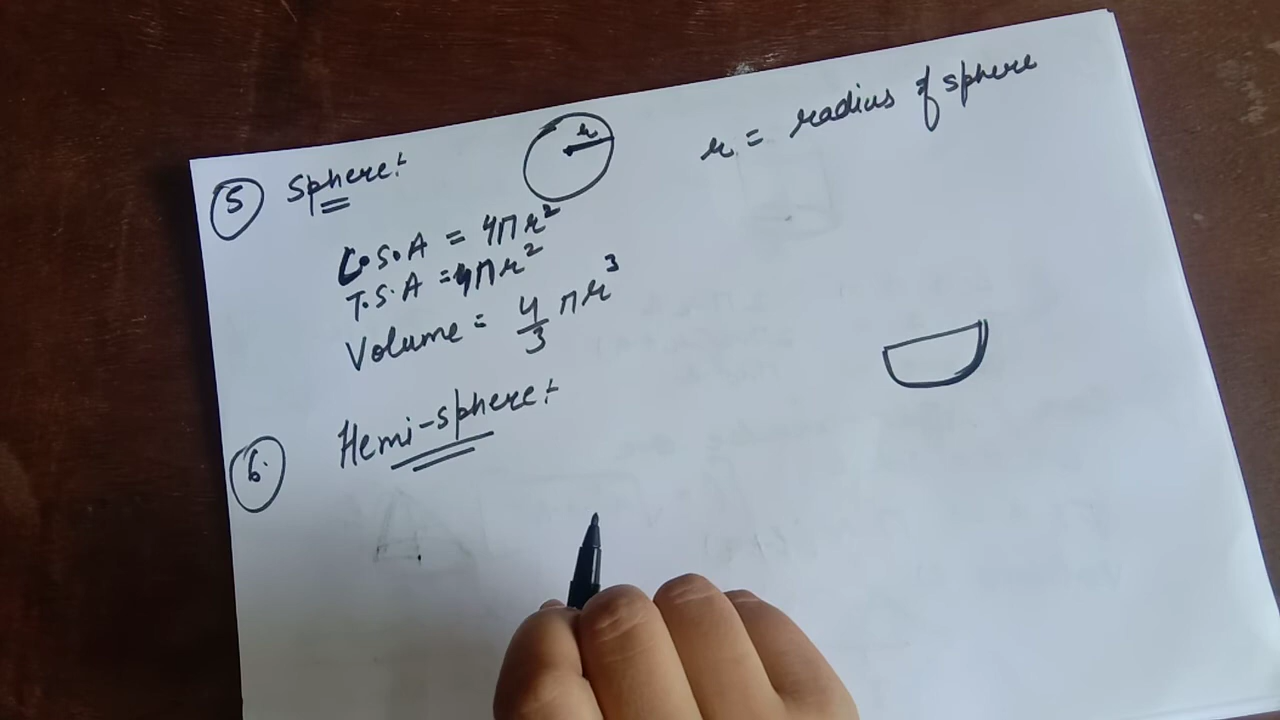 5 Sphere:-
r
r = radius of sphere
C.S.A = 4πr²
T.S.A = 4πr²
Volume = 4/3 πr³
6. Hemi-sphere:-